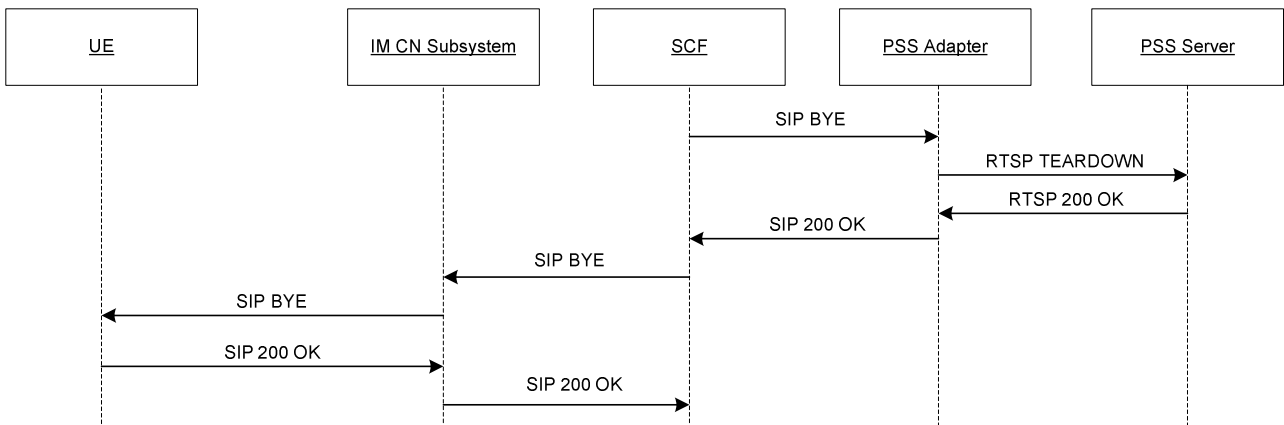 UE
IM CN Subsystem
SCF
PSS Adapter
PSS Server
SIP BYE
RTSP TEARDOWN
RTSP 200 OK
SIP 200 OK
SIP BYE
SIP BYE
SIP 200 OK
SIP 200 OK